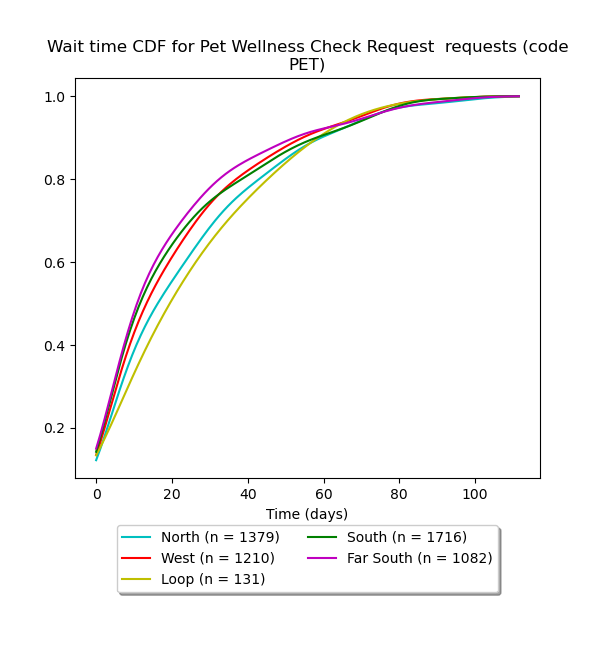 Wait time CDF for Pet Wellness Check Request  requests (code
PET)
1.0
0.8
0.6
0.4
0.2
0 20 40 60 80 100
Time (days)
North (n = 1379) South (n = 1716)
West (n = 1210) Far South (n = 1082)
Loop (n = 131)